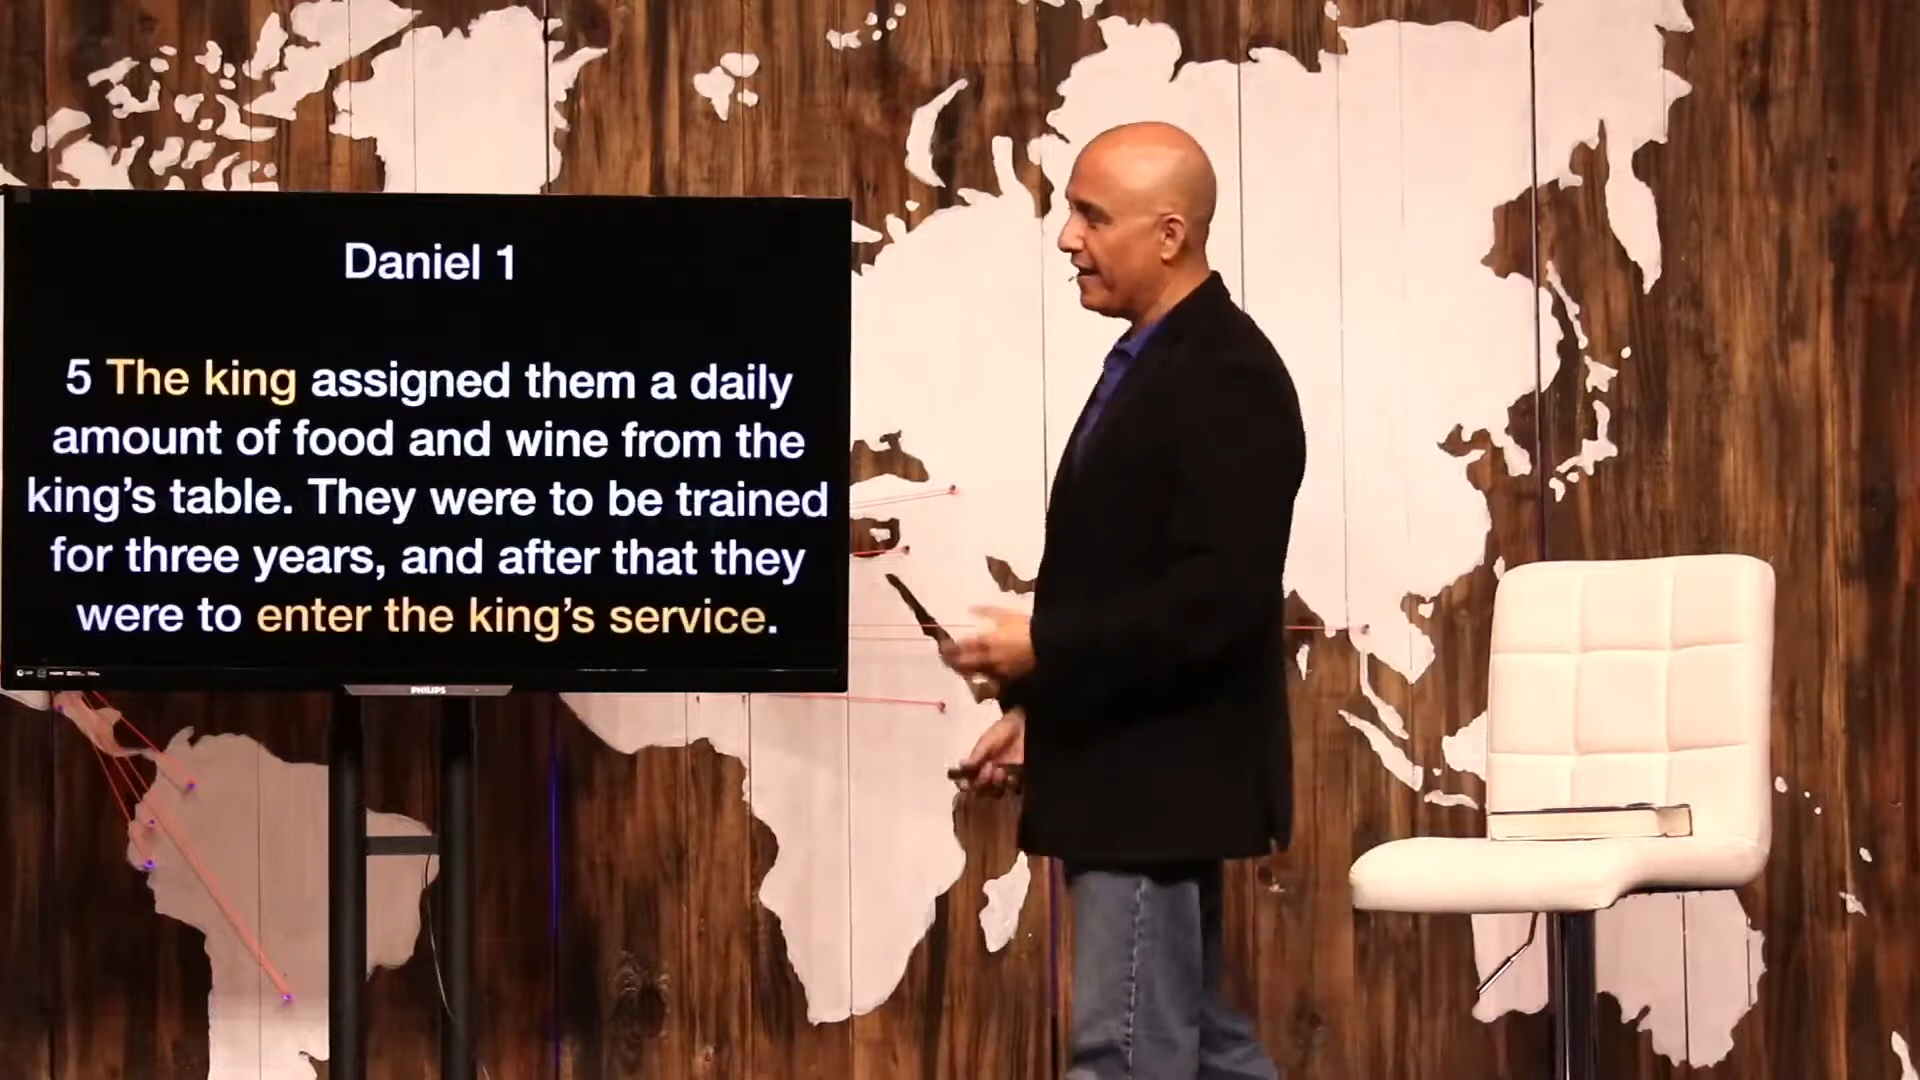 Daniel 1
5 The king assigned them a daily
amount of food and wine from the
king’s table. They were to be trained
for three years, and after that they
were to enter the king’s service.
PHILIPS